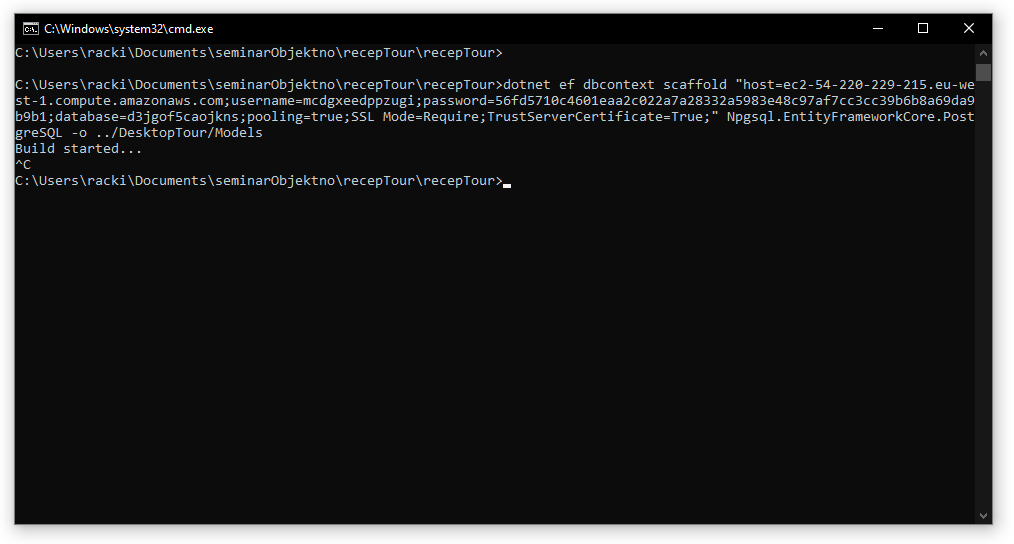 C:\Windows\system32\cmd.exe
C:\Users\racki\Documents\seminarObjektno\recepTour\recepTour>
C:\Users\racki\Documents\seminarObjektno\recepTour\recepTour>dotnet ef dbcontext scaffold "host=ec2-54-220-229-215.eu-we
st-1.compute.amazonaws.com;username=mcdgxeedppzugi;password=56fd5710c4601eaa2c022a7a28332a5983e48c97af7cc3cc39b6b8a69da9
b9b1;database=d3jgof5caojkns;pooling=true;SSL Mode=Require;TrustServerCertificate=True;" Npgsql.EntityFrameworkCore.Post
greSQL -o ../DesktopTour/Models
Build started...
^C
C:\Users\racki\Documents\seminarObjektno\recepTour\recepTour>